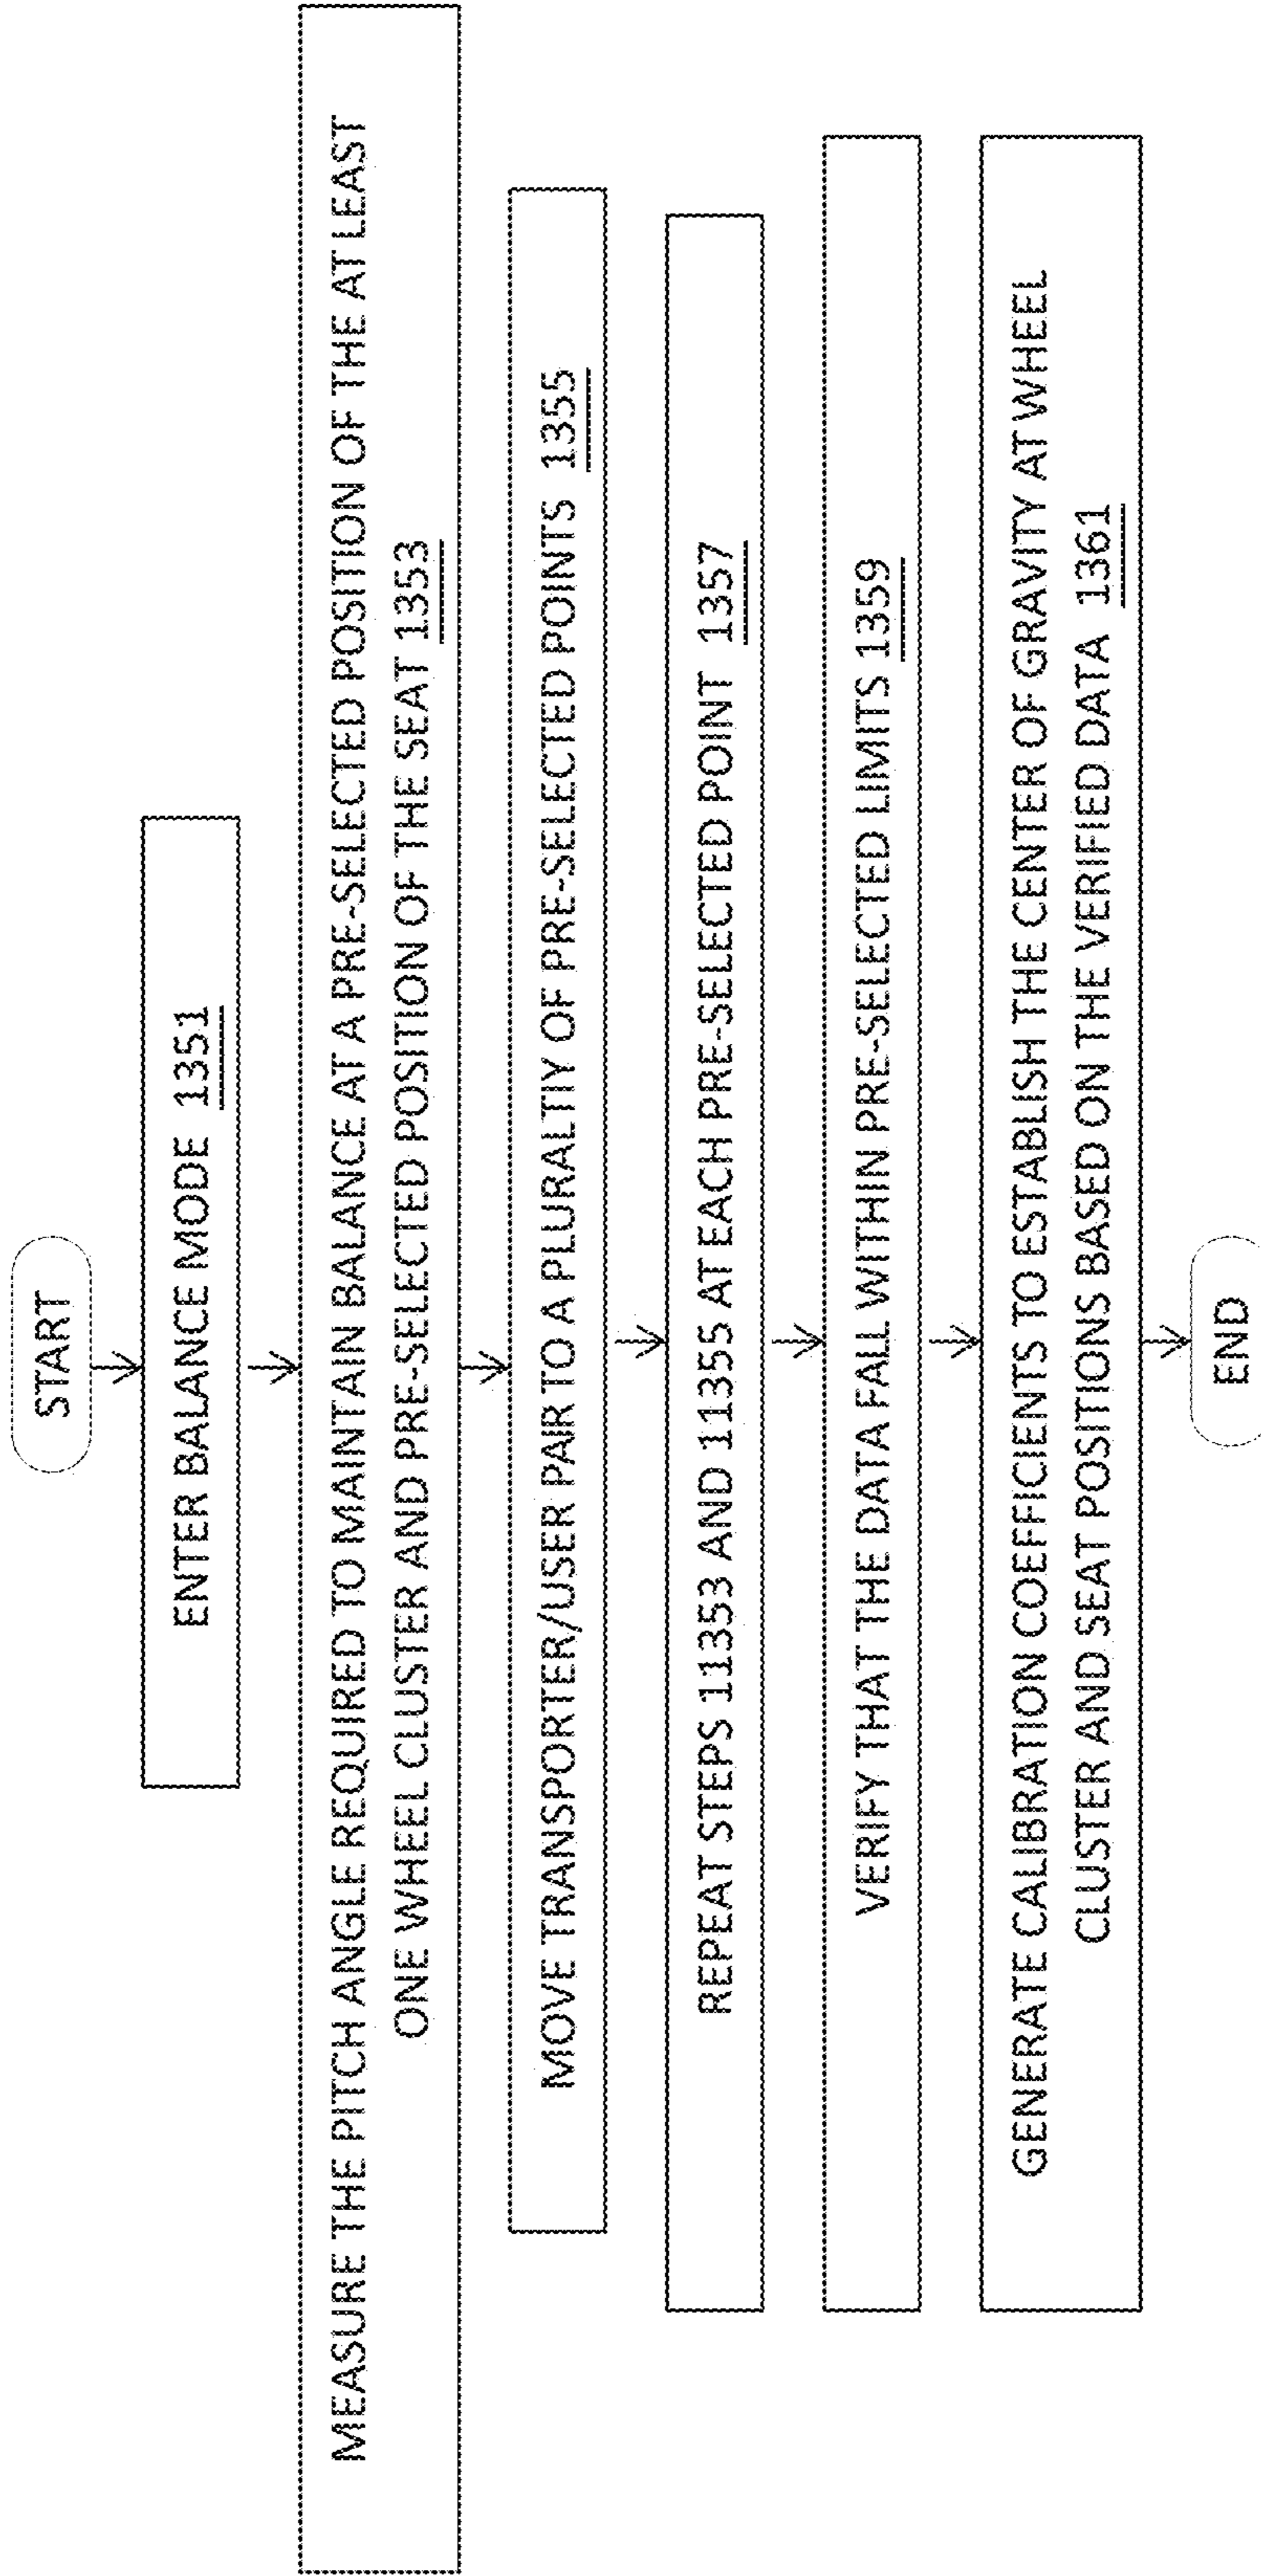 START
ENTER BALANCE MODE 1351
MEASURE THE PITCH ANGLE REQUIRED TO MAINTAIN BALANCE AT A PRE-SELECTED POSITION OF THE AT LEAST
ONE WHEEL CLUSTER AND PRE-SELECTED POSITION OF THE SEAT 1353
MOVE TRANSPORTER/USER PAIR TO A PLURALTIY OF PRE-SELECTED POINTS 1355
REPEAT STEPS 11353 AND 11355 AT EACH PRE-SELECTED POINT 1357
VERIFY THAT THE DATA FALL WITHIN PRE-SELECTED LIMITS 1359
GENERATE CALIBRATION COEFFICIENTS TO ESTABLISH THE CENTER OF GRAVITY AT WHEEL
CLUSTER AND SEAT POSITIONS BASED ON THE VERIFIED DATA 1361
END